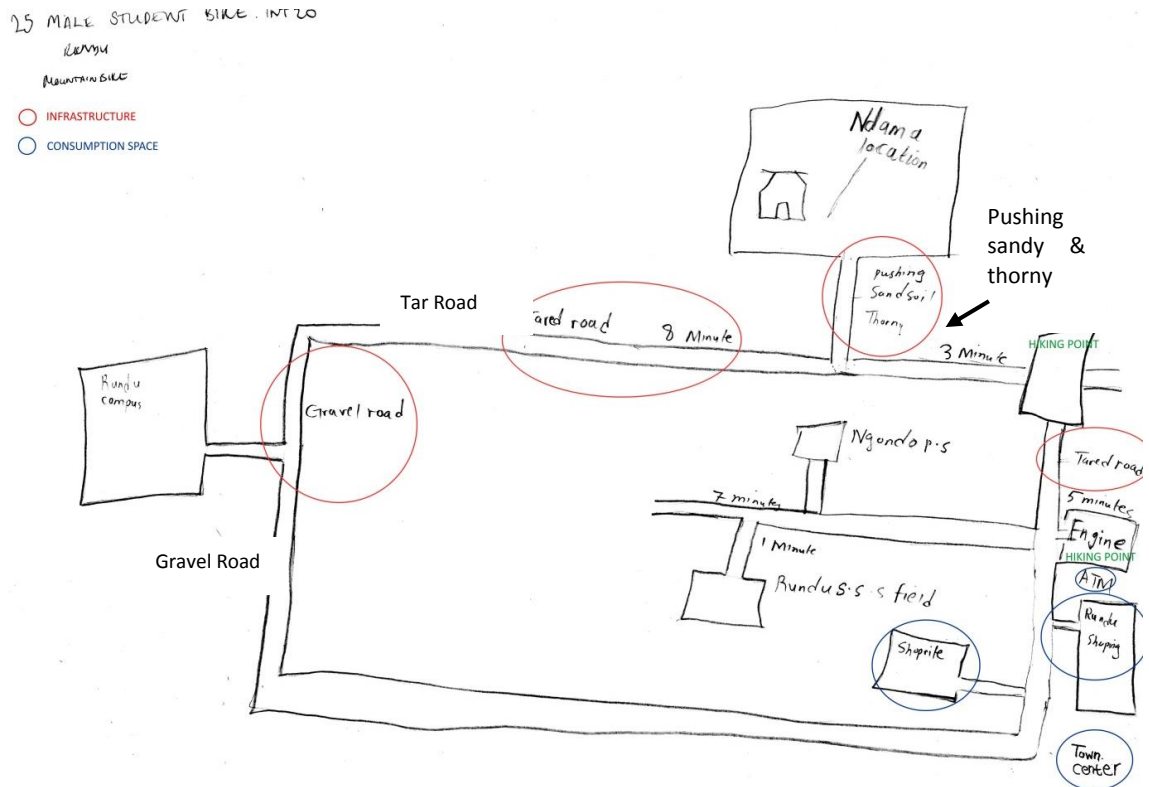 25 MALE STUDENT BIKE. INT 20
RUNDU
MOUNTAIN BIKE
INFRASTRUCTURE
CONSUMPTION SPACE
Ndama
location
Pushing
sandy &
thorny
pushing
Sand soil
Thorny
Tar Road
Tared road 8 Minute
3 Minute
HIKING POINT
Rundu
campus
Gravel road
Ngondo p.s
Tared road
7 minutes
5 minutes
Engine
HIKING POINT
1 Minute
Gravel Road
Rundu S.s.s field
ATM
Rundu
Shoping
Shoprite
Town
center